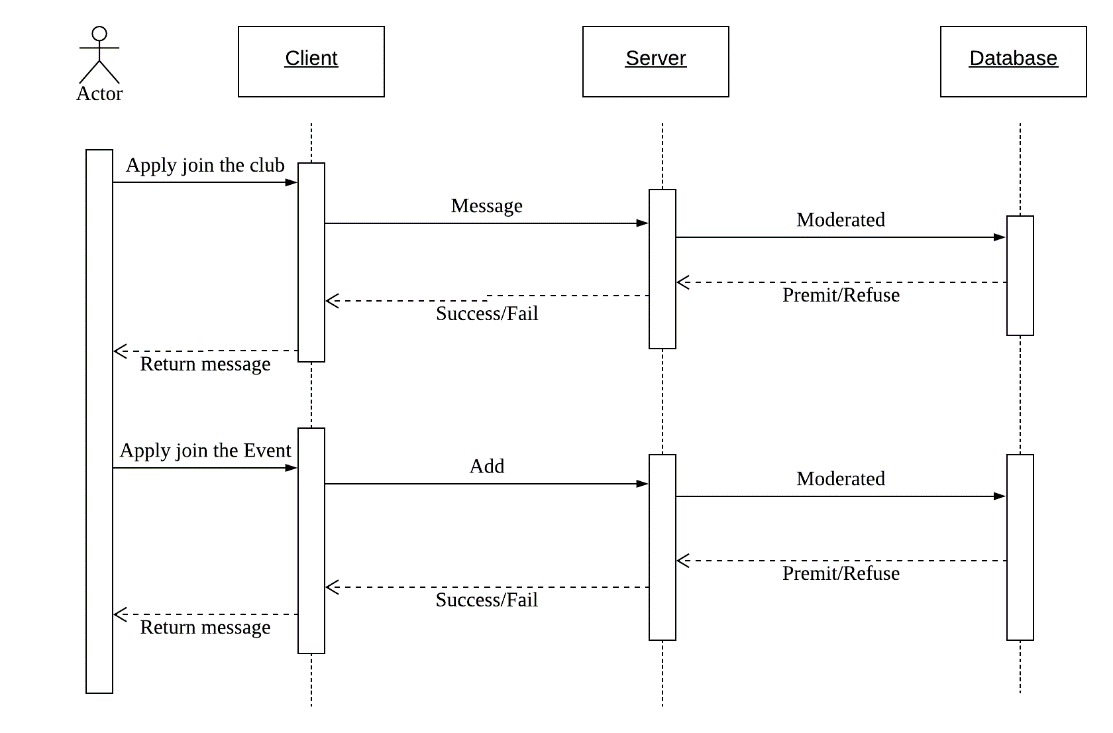 Actor
Client
Server
Database
Apply join the club
Message
Moderated
Premit/Refuse
Success/Fail
Return message
Apply join the Event
Add
Moderated
Premit/Refuse
Success/Fail
Return message